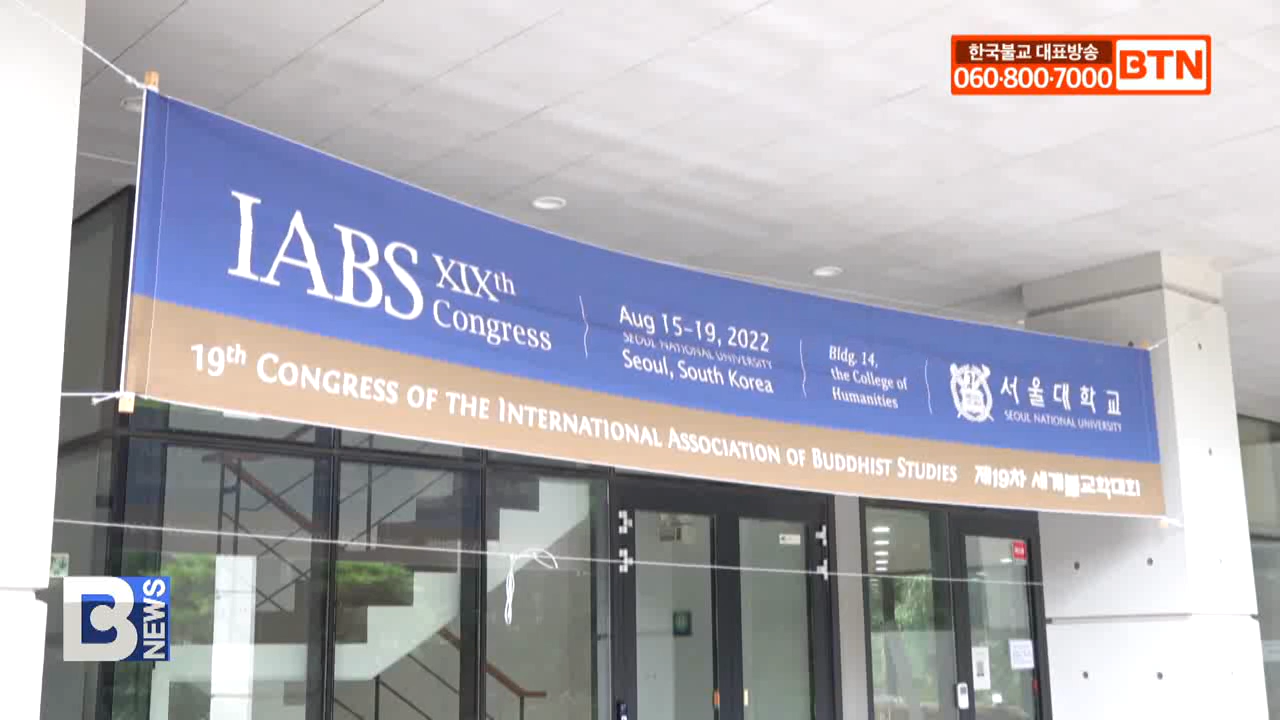 한국불교 대표방송
060·800·7000
BTN
IABS XIXth
Congress
Aug 15-19, 2022
SEOUL NATIONAL UNIVERSITY
Seoul, South Korea
Bldg. 14,
the College of
Humanities
서울대학교
SEOUL NATIONAL UNIVERSITY
19th CONGRESS OF THE INTERNATIONAL ASSOCIATION OF BUDDHIST STUDIES 제19차 세계불교학대회
B NEWS